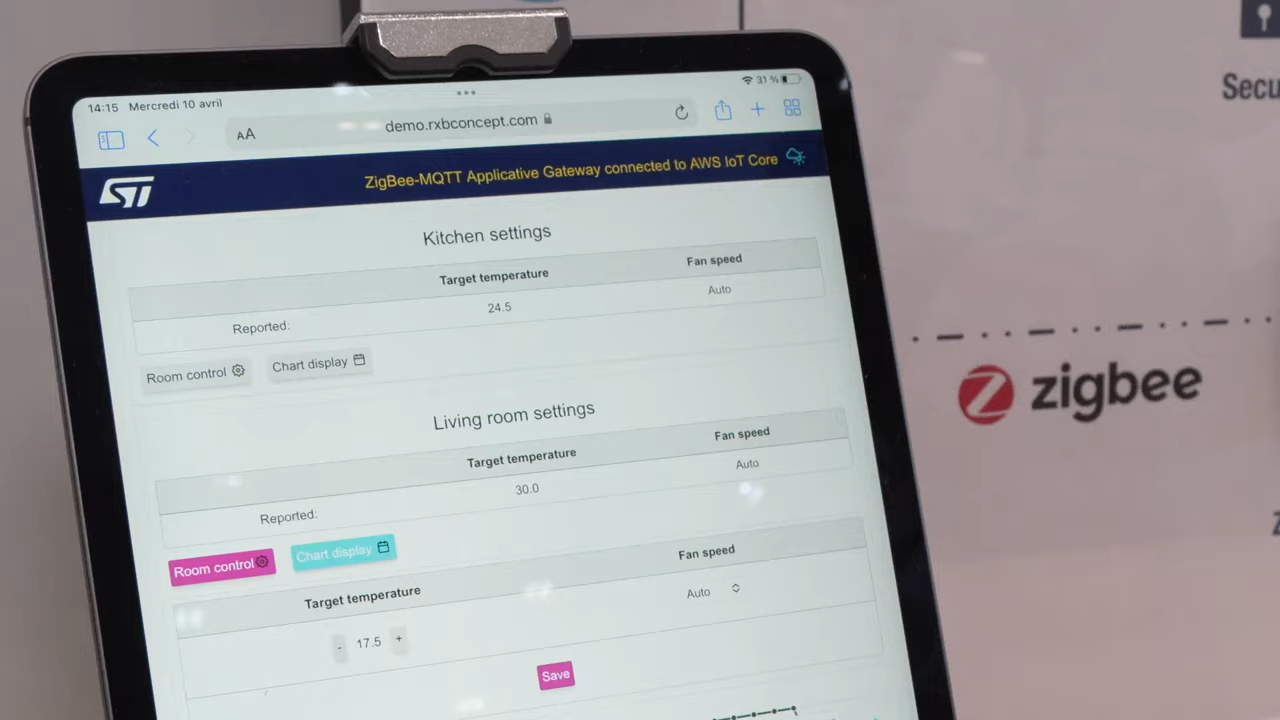 14:15 Mercredi 10 avril
31 %
AA
demo.rxbconcept.com
ST
ZigBee-MQTT Applicative Gateway connected to AWS IoT Core
Kitchen settings
Target temperature Fan speed
Reported: 24.5 Auto
Room control Chart display
Living room settings
Target temperature Fan speed
Reported: 30.0 Auto
Room control Chart display
Target temperature Fan speed
- 17.5 + Auto
Save
Secu
zigbee